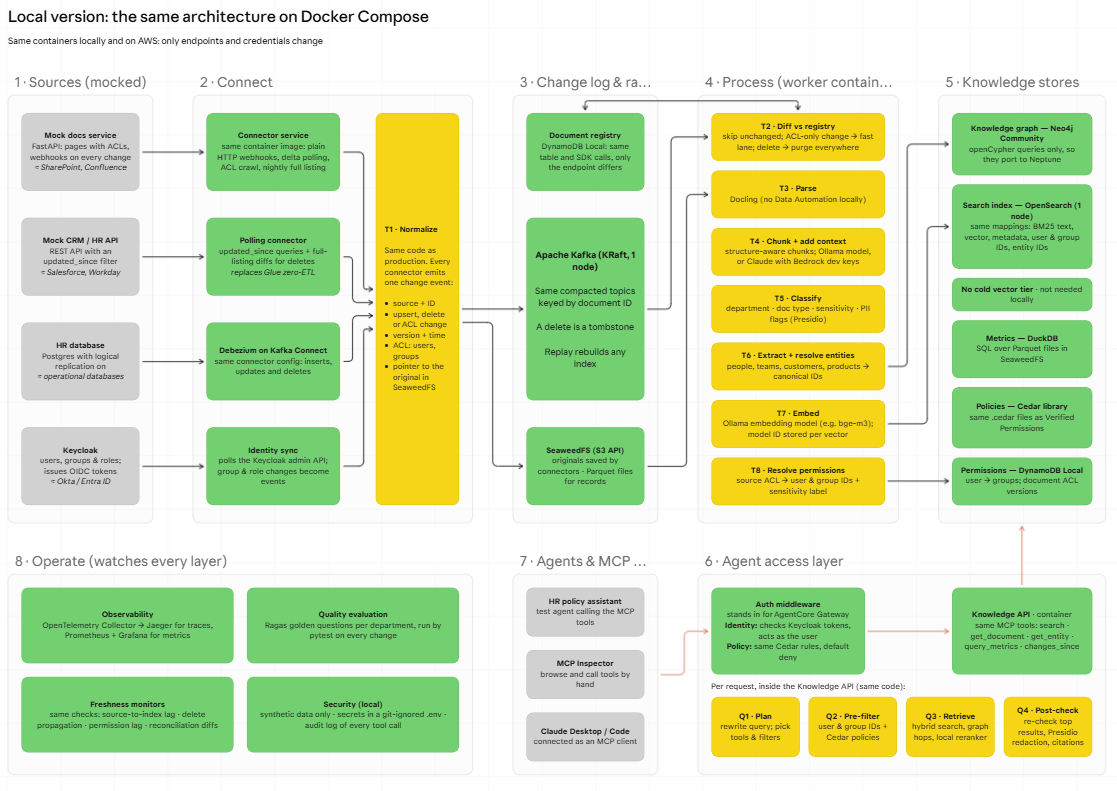 Local version: the same architecture on Docker Compose
Same containers locally and on AWS: only endpoints and credentials change
1 · Sources (mocked)
Mock docs service
FastAPI: pages with ACLs,
webhooks on every change
≈ SharePoint, Confluence
Mock CRM / HR API
REST API with an
updated_since filter
≈ Salesforce, Workday
HR database
Postgres with logical
replication on
≈ operational databases
Keycloak
users, groups & roles;
issues OIDC tokens
≈ Okta / Entra ID
2 · Connect
Connector service
same container image: plain
HTTP webhooks, delta polling,
ACL crawl, nightly full listing
Polling connector
updated_since queries + full-
listing diffs for deletes
replaces Glue zero-ETL
Debezium on Kafka Connect
same connector config: inserts,
updates and deletes
Identity sync
polls the Keycloak admin API;
group & role changes become
events
T1 · Normalize
Same code as
production. Every
connector emits
one change event:
• source + ID
• upsert, delete
or ACL change
• version + time
• ACL: users,
groups
• pointer to the
original in
SeaweedFS
3 · Change log & ra...
Document registry
DynamoDB Local: same
table and SDK calls, only
the endpoint differs
Apache Kafka (KRaft, 1
node)
Same compacted topics
keyed by document ID
A delete is a tombstone
Replay rebuilds any
index
SeaweedFS (S3 API)
originals saved by
connectors · Parquet files
for records
4 · Process (worker contain...
T2 · Diff vs registry
skip unchanged; ACL-only change → fast
lane; delete → purge everywhere
T3 · Parse
Docling (no Data Automation locally)
T4 · Chunk + add context
structure-aware chunks; Ollama model,
or Claude with Bedrock dev keys
T5 · Classify
department · doc type · sensitivity · PII
flags (Presidio)
T6 · Extract + resolve entities
people, teams, customers, products →
canonical IDs
T7 · Embed
Ollama embedding model (e.g. bge-m3);
model ID stored per vector
T8 · Resolve permissions
source ACL → user & group IDs +
sensitivity label
5 · Knowledge stores
Knowledge graph — Neo4j
Community
openCypher queries only, so
they port to Neptune
Search index — OpenSearch (1
node)
same mappings: BM25 text,
vector, metadata, user & group
IDs, entity IDs
No cold vector tier · not needed
locally
Metrics — DuckDB
SQL over Parquet files in
SeaweedFS
Policies — Cedar library
same .cedar files as Verified
Permissions
Permissions — DynamoDB Local
user → groups; document ACL
versions
8 · Operate (watches every layer)
Observability
OpenTelemetry Collector → Jaeger for traces,
Prometheus + Grafana for metrics
Quality evaluation
Ragas golden questions per department, run by
pytest on every change
Freshness monitors
same checks: source-to-index lag · delete
propagation · permission lag · reconciliation diffs
Security (local)
synthetic data only · secrets in a git-ignored .env ·
audit log of every tool call
7 · Agents & MCP ...
HR policy assistant
test agent calling the MCP
tools
MCP Inspector
browse and call tools by
hand
Claude Desktop / Code
connected as an MCP client
6 · Agent access layer
Auth middleware
stands in for AgentCore Gateway
Identity: checks Keycloak tokens,
acts as the user
Policy: same Cedar rules, default
deny
Knowledge API · container
same MCP tools: search ·
get_document · get_entity ·
query_metrics · changes_since
Per request, inside the Knowledge API (same code):
Q1 · Plan
rewrite query; pick
tools & filters
Q2 · Pre-filter
user & group IDs +
Cedar policies
Q3 · Retrieve
hybrid search, graph
hops, local reranker
Q4 · Post-check
re-check top
results, Presidio
redaction, citations